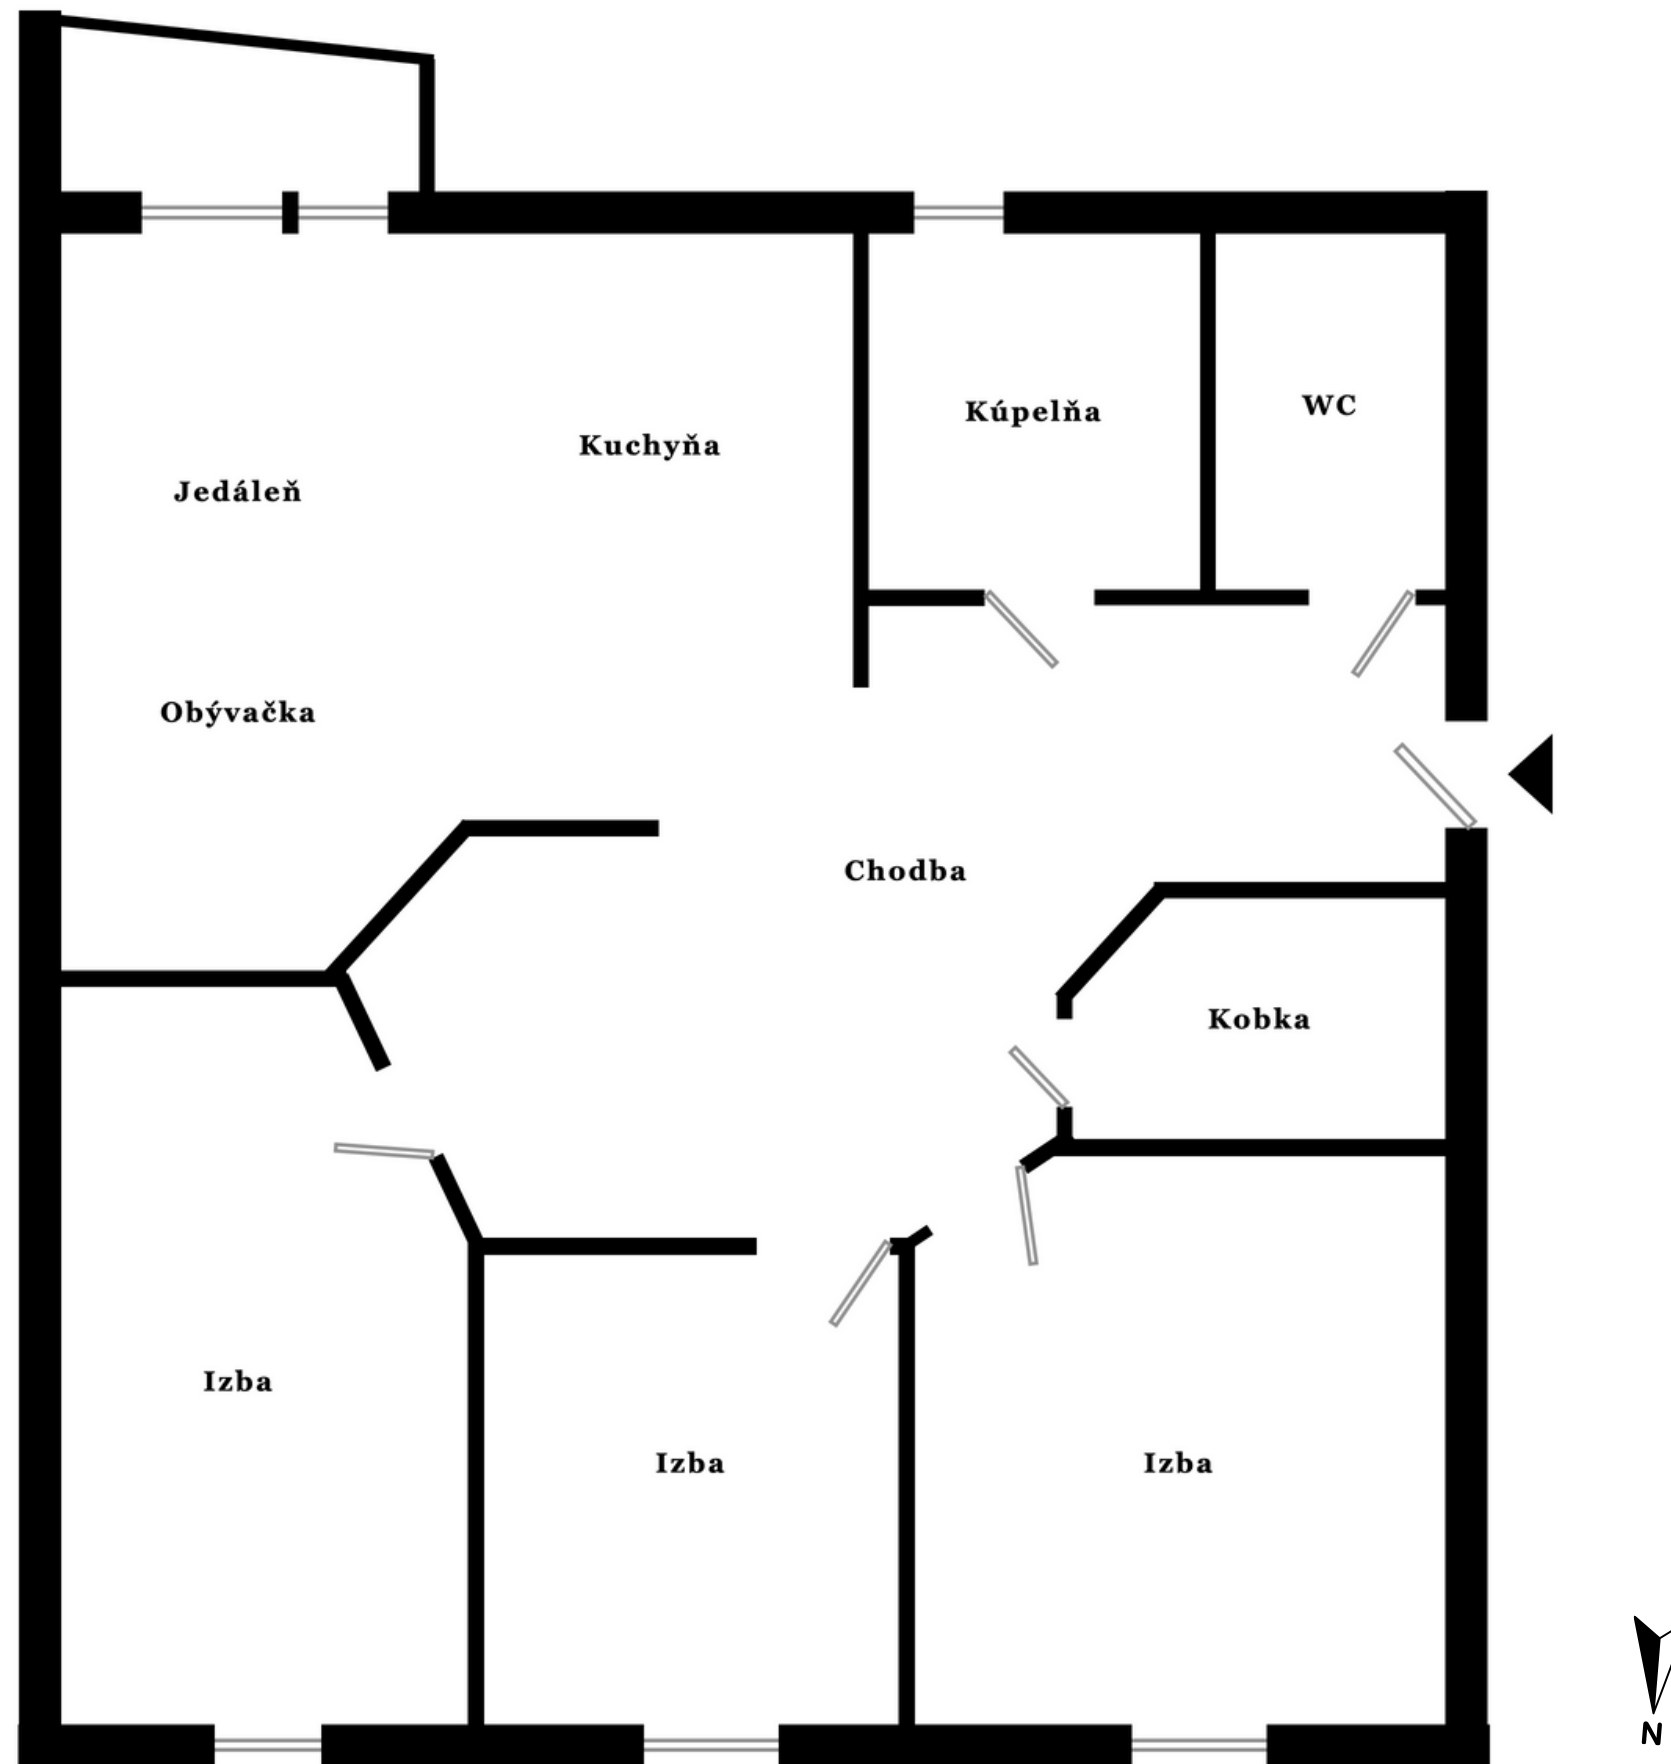 Kúpelňa
WC
Kuchyňa
Jedáleň
Obývačka
Chodba
Kobka
Izba
Izba
Izba
N